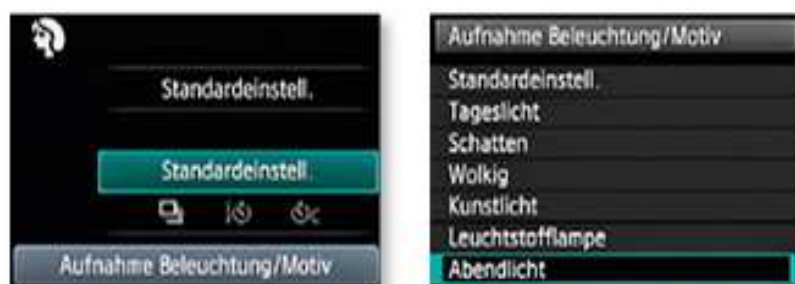 Standardeinstell.
Standardeinstell.
Aufnahme Beleuchtung/Motiv
Aufnahme Beleuchtung/Motiv
Standardeinstell.
Tageslicht
Schatten
Wolkig
Kunstlicht
Leuchtstofflampe
Abendlicht